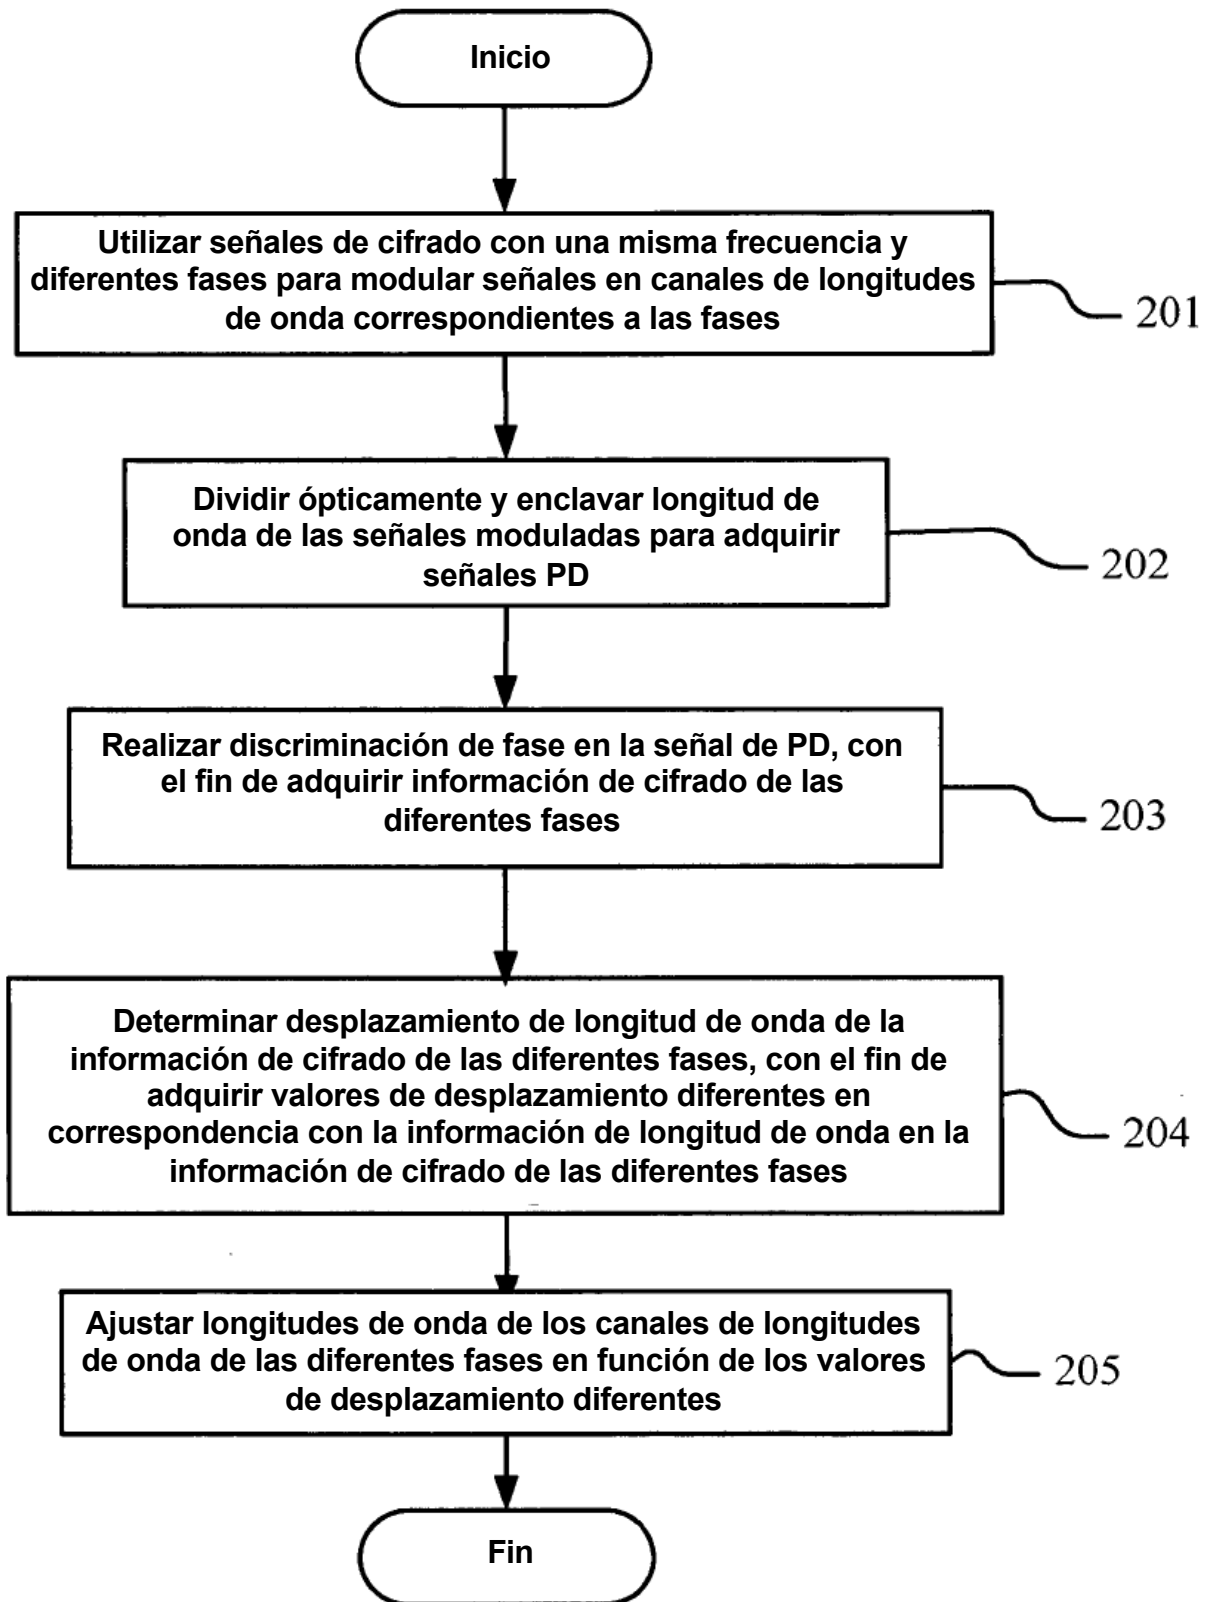 Inicio
Utilizar señales de cifrado con una misma frecuencia y
diferentes fases para modular señales en canales de longitudes
de onda correspondientes a las fases
201
Dividir ópticamente y enclavar longitud de
onda de las señales moduladas para adquirir
señales PD
202
Realizar discriminación de fase en la señal de PD, con
el fin de adquirir información de cifrado de las
diferentes fases
203
Determinar desplazamiento de longitud de onda de la
información de cifrado de las diferentes fases, con el fin de
adquirir valores de desplazamiento diferentes en
correspondencia con la información de longitud de onda en la
información de cifrado de las diferentes fases
204
Ajustar longitudes de onda de los canales de longitudes
de onda de las diferentes fases en función de los valores
de desplazamiento diferentes
205
Fin